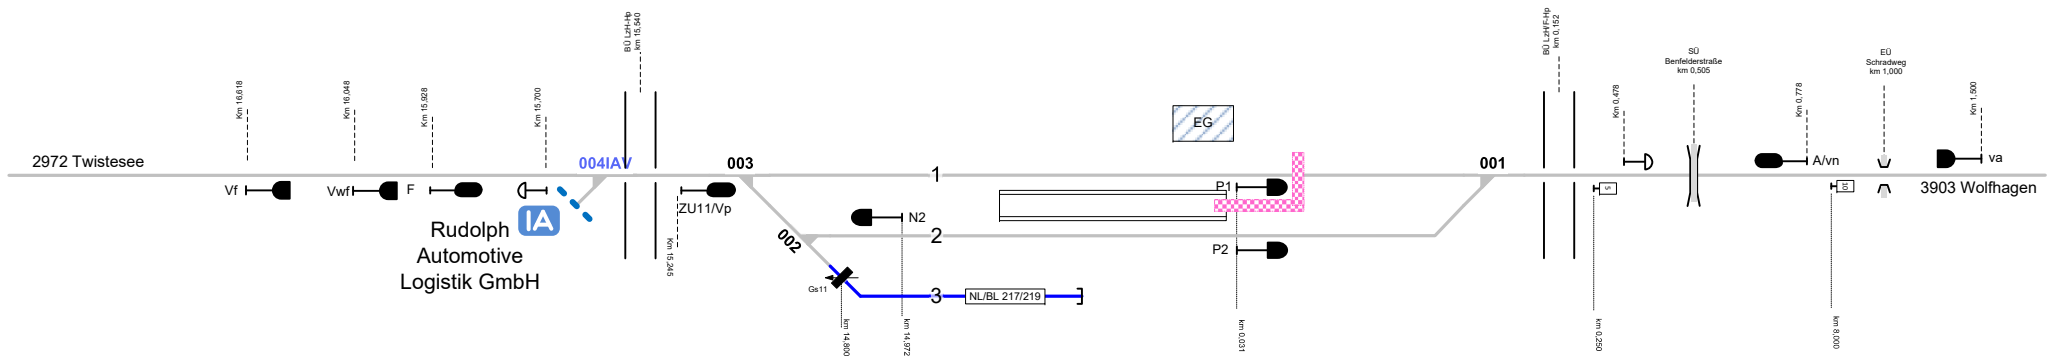 2972 Twistesee
Km 16,618
Vf
Km 16,048
Vwf
Km 15,928
F
Km 15,700
004IAV
IA
Rudolph
Automotive
Logistik GmbH
BÜ LzH-Hp
km 15,540
ZU11/Vp
Km 15,245
003
002
Gs11
km 14,800
N2
km 14,972
1
2
3
NL/BL 217/219
EG
P1
P2
km 0,031
001
BÜ LzH/F-Hp
km 0,152
5
km 0,250
Km 0,478
SÜ
Benfelderstraße
km 0,505
Km 0,778
A/vn
10
km 8,000
EÜ
Schradweg
km 1,000
Km 1,500
va
3903 Wolfhagen